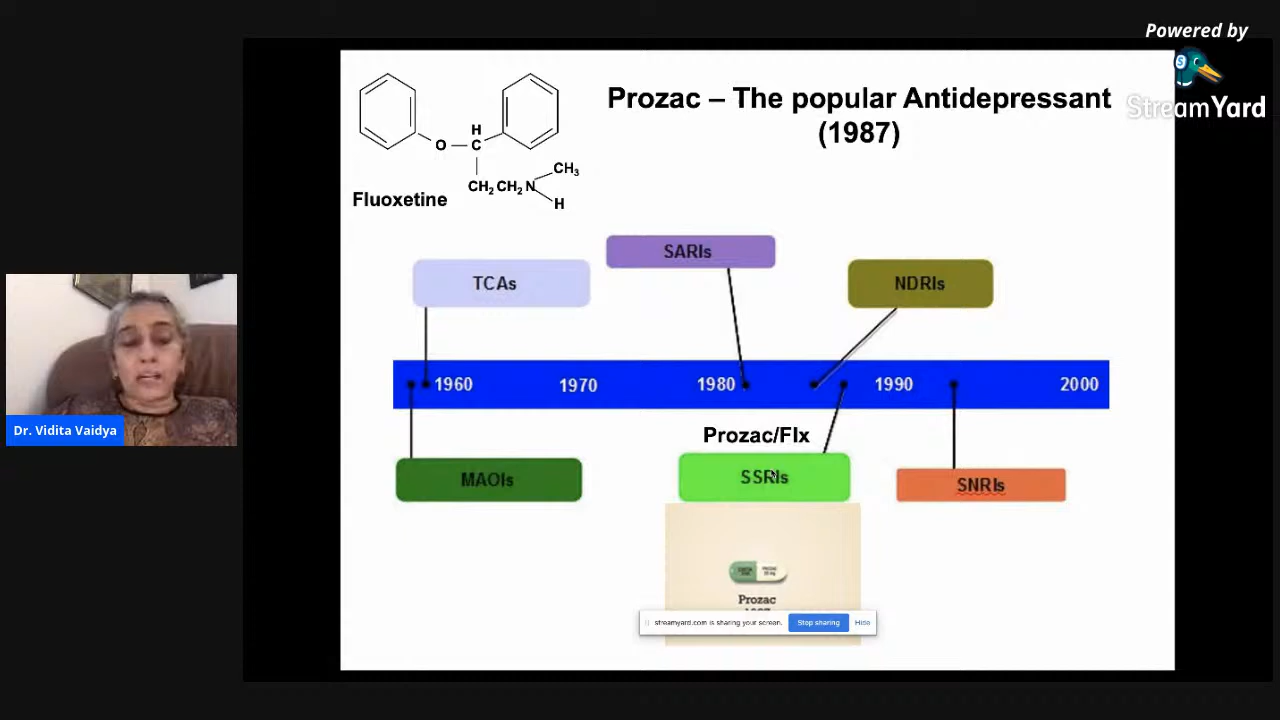 Powered by
StreamYard
Prozac – The popular Antidepressant
(1987)
H
O — C
CH3
CH2 CH2 N
H
Fluoxetine
SARIs
TCAs
NDRIs
1960 1970 1980 1990 2000
Prozac/Flx
MAOIs
SSRIs
SNRIs
Dr. Vidita Vaidya
Prozac
streamyard.com is sharing your screen. Stop sharing Hide